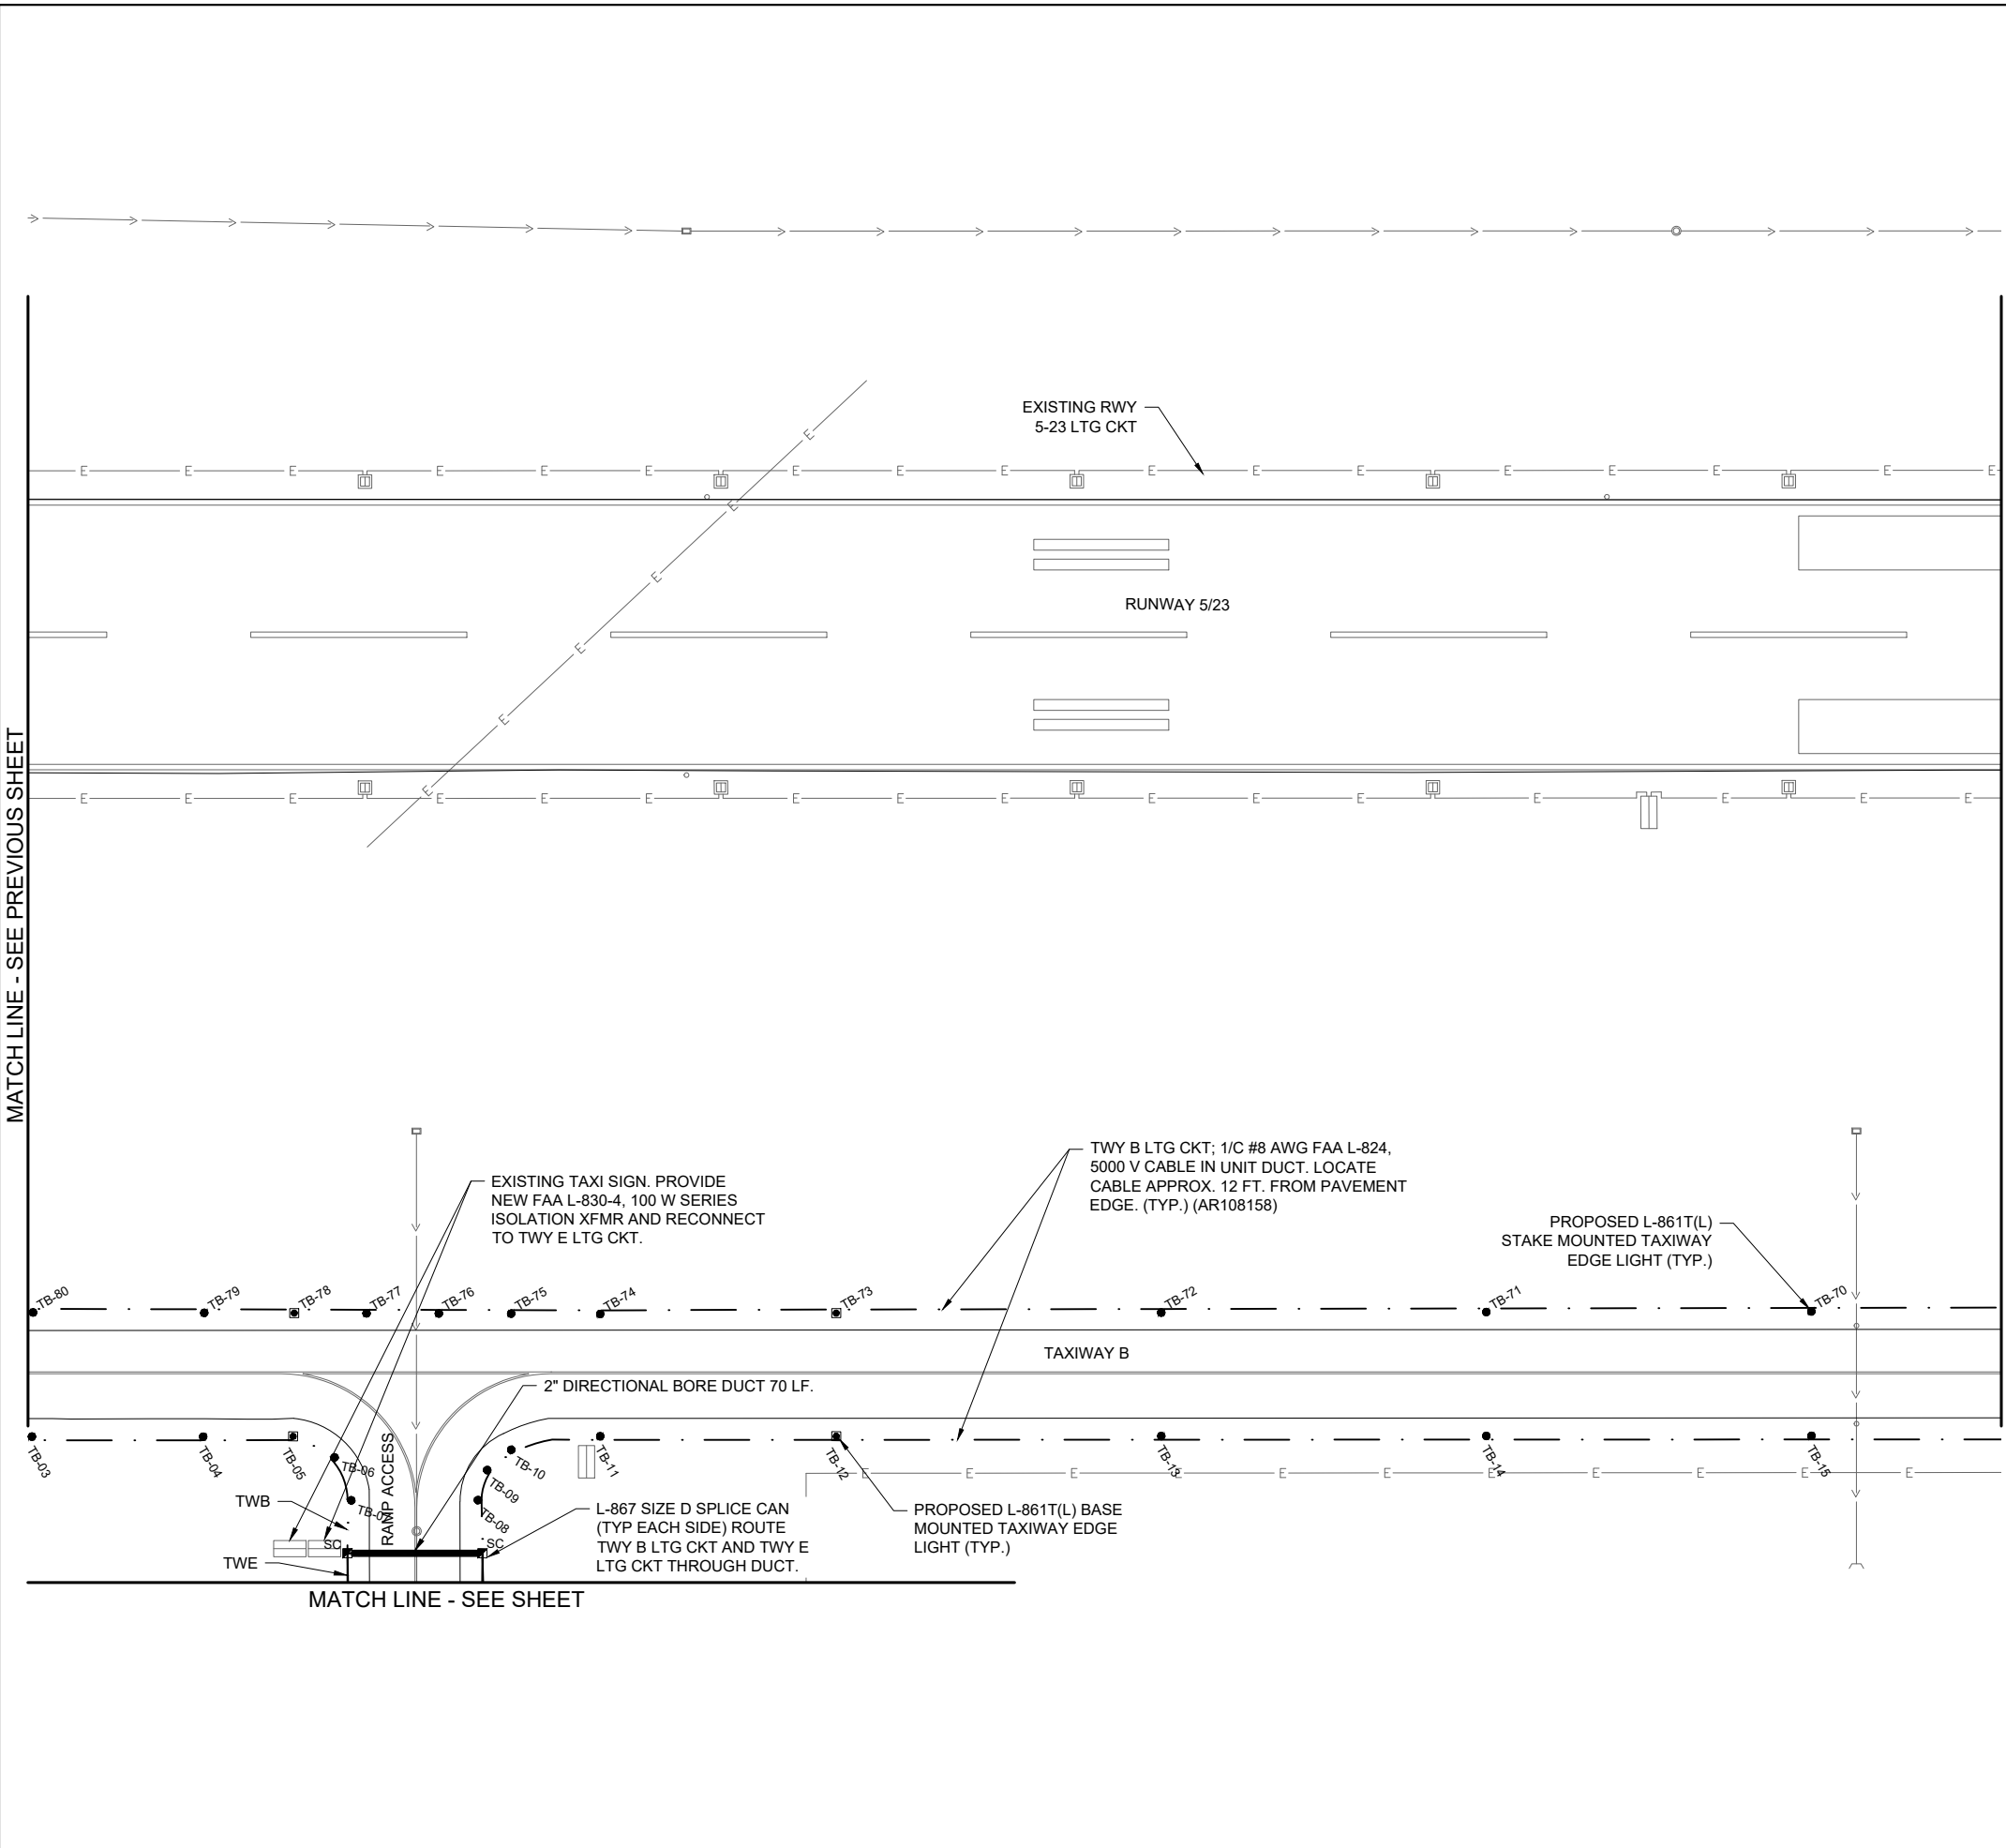 EXISTING RWY
5-23 LTG CKT
E E E E E E E E E E E E E E E E E
E
E
RUNWAY 5/23
E
E
E
E
E E E E E E E E E E E E E E E E
MATCH LINE - SEE PREVIOUS SHEET
TWY B LTG CKT; 1/C #8 AWG FAA L-824,
5000 V CABLE IN UNIT DUCT. LOCATE
CABLE APPROX. 12 FT. FROM PAVEMENT
EDGE. (TYP.) (AR108158)
EXISTING TAXI SIGN. PROVIDE
NEW FAA L-830-4, 100 W SERIES
ISOLATION XFMR AND RECONNECT
TO TWY E LTG CKT.
PROPOSED L-861T(L)
STAKE MOUNTED TAXIWAY
EDGE LIGHT (TYP.)
TB-80
TB-79
TB-78
TB-77
TB-76
TB-75
TB-74
TB-73
TB-72
TB-71
TB-70
TAXIWAY B
2" DIRECTIONAL BORE DUCT 70 LF.
TB-03
TB-04
TB-05
TB-06
TB-07
TB-08
TB-09
TB-10
TB-11
TB-12
TB-13
TB-14
TB-15
E E E E E E E E E E E
RAMP ACCESS
TWB
TWE
SC
SC
L-867 SIZE D SPLICE CAN
(TYP EACH SIDE) ROUTE
TWY B LTG CKT AND TWY E
LTG CKT THROUGH DUCT.
PROPOSED L-861T(L) BASE
MOUNTED TAXIWAY EDGE
LIGHT (TYP.)
MATCH LINE - SEE SHEET